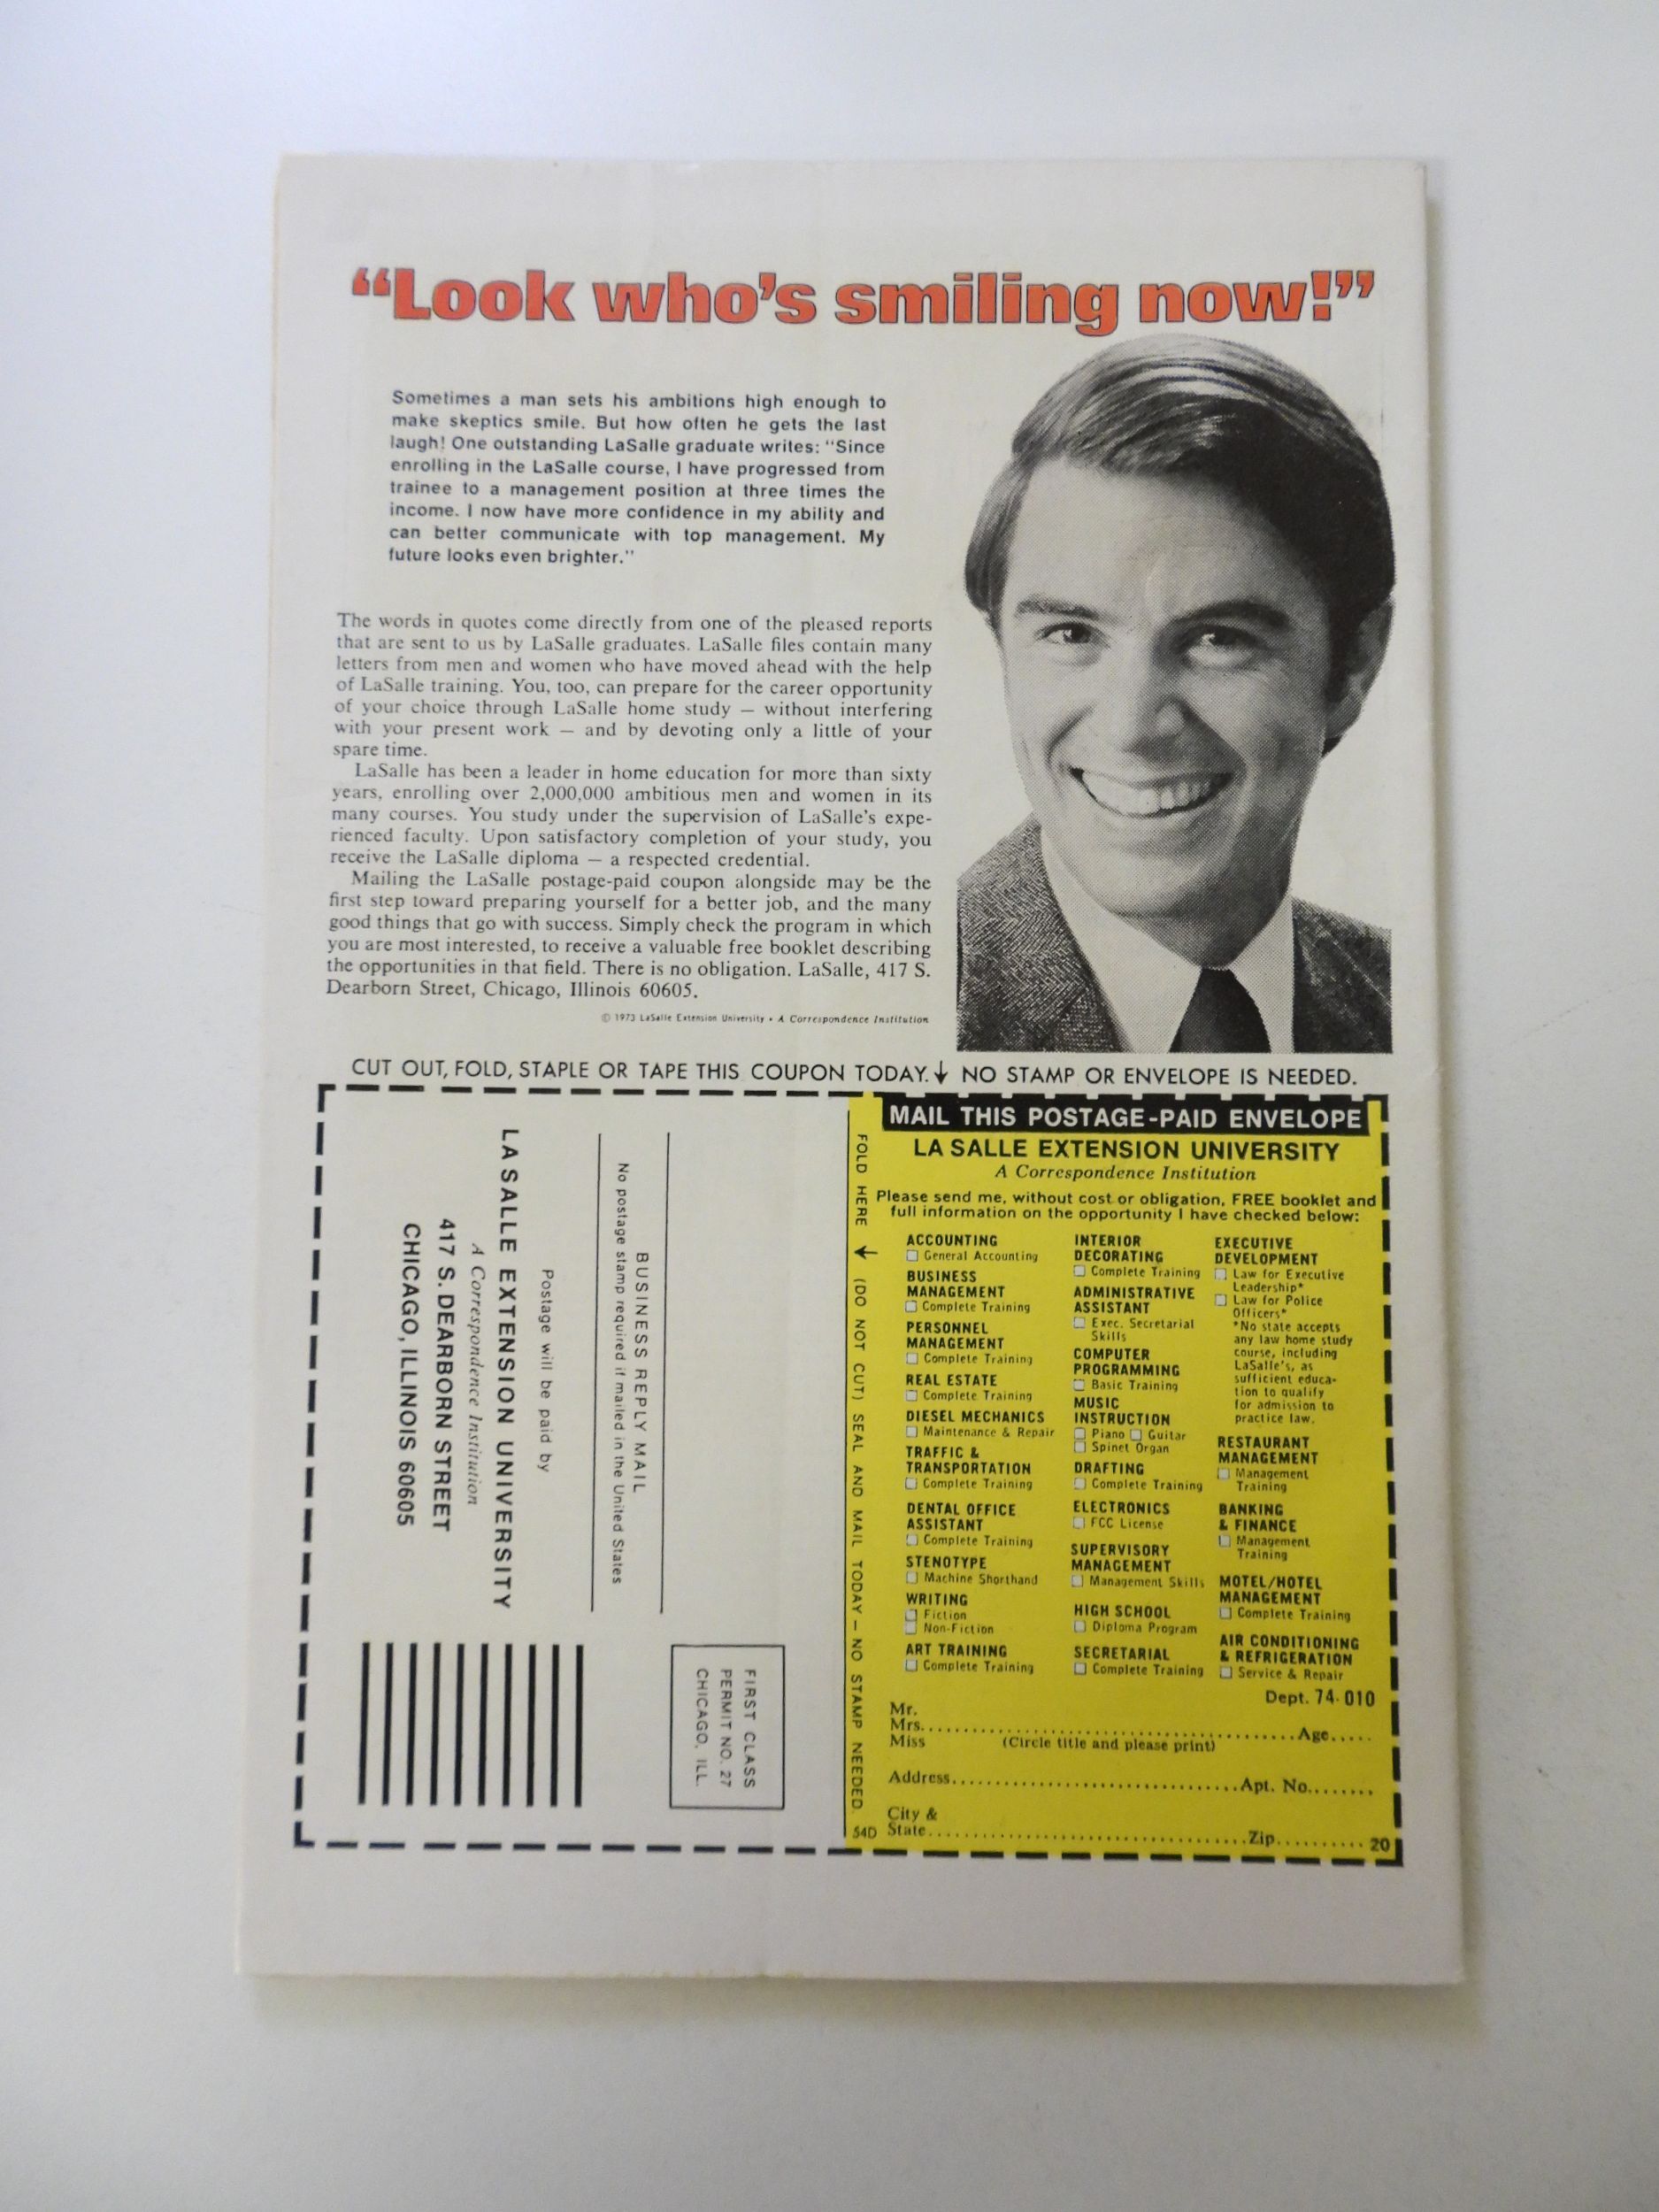 “Look who’s smiling now!”
Sometimes a man sets his ambitions high enough to
make skeptics smile. But how often he gets the last
laugh! One outstanding LaSalle graduate writes: “Since
enrolling in the LaSalle course, I have progressed from
trainee to a management position at three times the
income. I now have more confidence in my ability and
can better communicate with top management. My
future looks even brighter.”
The words in quotes come directly from one of the pleased reports
that are sent to us by LaSalle graduates. LaSalle files contain many
letters from men and women who have moved ahead with the help
of LaSalle training. You, too, can prepare for the career opportunity
of your choice through LaSalle home study — without interfering
with your present work — and by devoting only a little of your
spare time.
LaSalle has been a leader in home education for more than sixty
years, enrolling over 2,000,000 ambitious men and women in its
many courses. You study under the supervision of LaSalle’s expe-
rienced faculty. Upon satisfactory completion of your study, you
receive the LaSalle diploma — a respected credential.
Mailing the LaSalle postage-paid coupon alongside may be the
first step toward preparing yourself for a better job, and the many
good things that go with success. Simply check the program in which
you are most interested, to receive a valuable free booklet describing
the opportunities in that field. There is no obligation. LaSalle, 417 S.
Dearborn Street, Chicago, Illinois 60605.
© 1973 LaSalle Extension University • A Correspondence Institution
CUT OUT, FOLD, STAPLE OR TAPE THIS COUPON TODAY. ↓ NO STAMP OR ENVELOPE IS NEEDED.
FIRST CLASS
PERMIT NO. 27
CHICAGO, ILL.
BUSINESS REPLY MAIL
No postage stamp required if mailed in the United States
Postage will be paid by
LA SALLE EXTENSION UNIVERSITY
A Correspondence Institution
417 S. DEARBORN STREET
CHICAGO, ILLINOIS 60605
FOLD HERE ← (DO NOT CUT) SEAL AND MAIL TODAY — NO STAMP NEEDED.
MAIL THIS POSTAGE-PAID ENVELOPE
LA SALLE EXTENSION UNIVERSITY
A Correspondence Institution
Please send me, without cost or obligation, FREE booklet and
full information on the opportunity I have checked below:
ACCOUNTING
☐ General Accounting
BUSINESS
MANAGEMENT
☐ Complete Training
PERSONNEL
MANAGEMENT
☐ Complete Training
REAL ESTATE
☐ Complete Training
DIESEL MECHANICS
☐ Maintenance & Repair
TRAFFIC &
TRANSPORTATION
☐ Complete Training
DENTAL OFFICE
ASSISTANT
☐ Complete Training
STENOTYPE
☐ Machine Shorthand
WRITING
☐ Fiction
☐ Non-Fiction
ART TRAINING
☐ Complete Training
INTERIOR
DECORATING
☐ Complete Training
ADMINISTRATIVE
ASSISTANT
☐ Exec. Secretarial
Skills
COMPUTER
PROGRAMMING
☐ Basic Training
MUSIC
INSTRUCTION
☐ Piano ☐ Guitar
☐ Spinet Organ
DRAFTING
☐ Complete Training
ELECTRONICS
☐ FCC License
SUPERVISORY
MANAGEMENT
☐ Management Skills
HIGH SCHOOL
☐ Diploma Program
SECRETARIAL
☐ Complete Training
EXECUTIVE
DEVELOPMENT
☐ Law for Executive
Leadership*
☐ Law for Police
Officers*
*No state accepts
any law home study
course, including
LaSalle's, as
sufficient educa-
tion to qualify
for admission to
practice law.
RESTAURANT
MANAGEMENT
☐ Management
Training
BANKING
& FINANCE
☐ Management
Training
MOTEL/HOTEL
MANAGEMENT
☐ Complete Training
AIR CONDITIONING
& REFRIGERATION
☐ Service & Repair
Dept. 74-010
Mr.
Mrs. Age
Miss (Circle title and please print)
Address Apt. No.
City &
54D State Zip 20